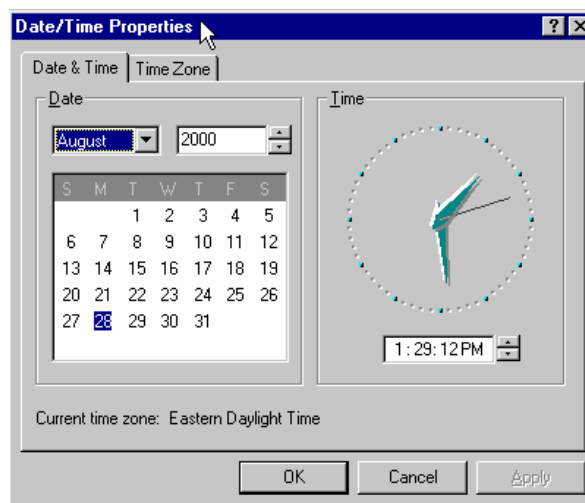 Date/Time Properties
Date & Time Time Zone
Date
August 2000
S M T W T F S
1 2 3 4 5
6 7 8 9 10 11 12
13 14 15 16 17 18 19
20 21 22 23 24 25 26
27 28 29 30 31
Time
1:29:12 PM
Current time zone: Eastern Daylight Time
OK Cancel Apply